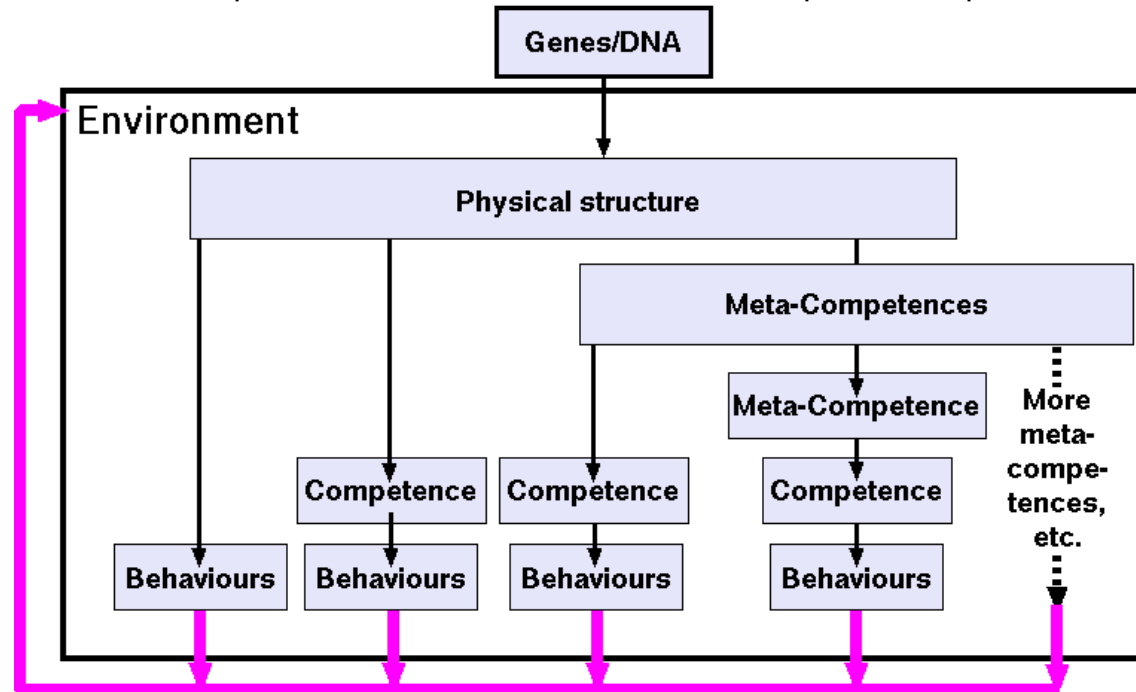 Genes/DNA
Environment
Physical structure
Meta-Competences
Meta-Competence
More
meta-
compe-
tences,
etc.
Competence
Competence
Competence
Behaviours
Behaviours
Behaviours
Behaviours